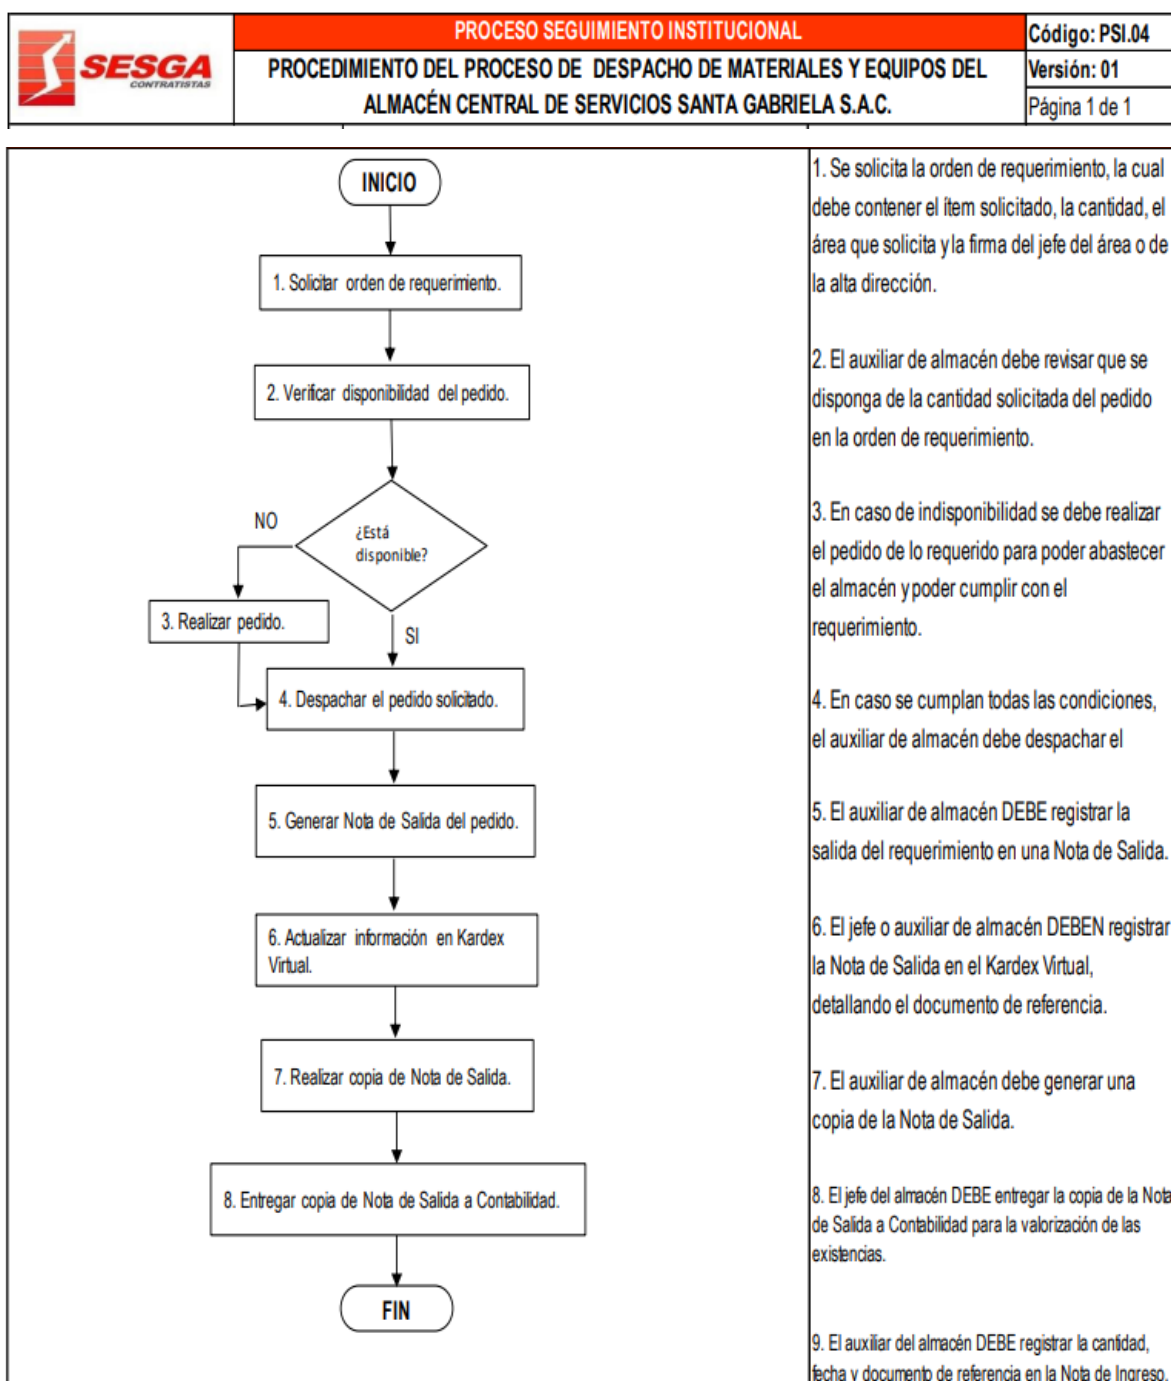 SESGA
CONTRATISTAS
PROCESO SEGUIMIENTO INSTITUCIONAL
PROCEDIMIENTO DEL PROCESO DE DESPACHO DE MATERIALES Y EQUIPOS DEL
ALMACÉN CENTRAL DE SERVICIOS SANTA GABRIELA S.A.C.
Código: PSI.04
Versión: 01
Página 1 de 1
INICIO
1. Solicitar orden de requerimiento.
2. Verificar disponibilidad del pedido.
¿Está
disponible?
NO
3. Realizar pedido.
SI
4. Despachar el pedido solicitado.
5. Generar Nota de Salida del pedido.
6. Actualizar información en Kardex
Virtual.
7. Realizar copia de Nota de Salida.
8. Entregar copia de Nota de Salida a Contabilidad.
FIN
1. Se solicita la orden de requerimiento, la cual
debe contener el ítem solicitado, la cantidad, el
área que solicita y la firma del jefe del área o de
la alta dirección.
2. El auxiliar de almacén debe revisar que se
disponga de la cantidad solicitada del pedido
en la orden de requerimiento.
3. En caso de indisponibilidad se debe realizar
el pedido de lo requerido para poder abastecer
el almacén y poder cumplir con el
requerimiento.
4. En caso se cumplan todas las condiciones,
el auxiliar de almacén debe despachar el
5. El auxiliar de almacén DEBE registrar la
salida del requerimiento en una Nota de Salida.
6. El jefe o auxiliar de almacén DEBEN registrar
la Nota de Salida en el Kardex Virtual,
detallando el documento de referencia.
7. El auxiliar de almacén debe generar una
copia de la Nota de Salida.
8. El jefe del almacén DEBE entregar la copia de la Nota
de Salida a Contabilidad para la valorización de las
existencias.
9. El auxiliar del almacén DEBE registrar la cantidad,
fecha y documento de referencia en la Nota de Ingreso.